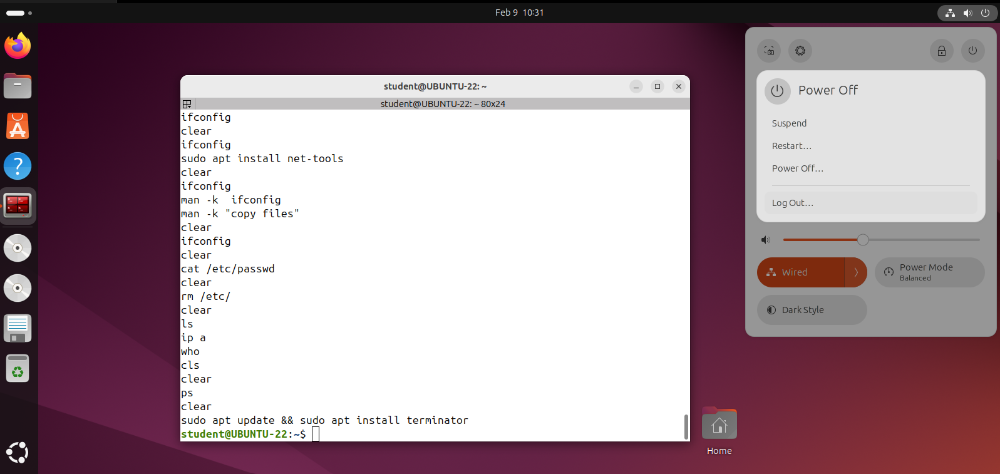 Feb 9 10:31
student@UBUNTU-22: ~
student@UBUNTU-22: ~ 80x24
ifconfig
clear
ifconfig
sudo apt install net-tools
clear
ifconfig
man -k  ifconfig
man -k "copy files"
clear
ifconfig
clear
cat /etc/passwd
clear
rm /etc/
clear
ls
ip a
who
cls
clear
ps
clear
sudo apt update && sudo apt install terminator
student@UBUNTU-22:~$
Power Off
Suspend
Restart...
Power Off...
Log Out...
Wired
Power Mode
Balanced
Dark Style
Home